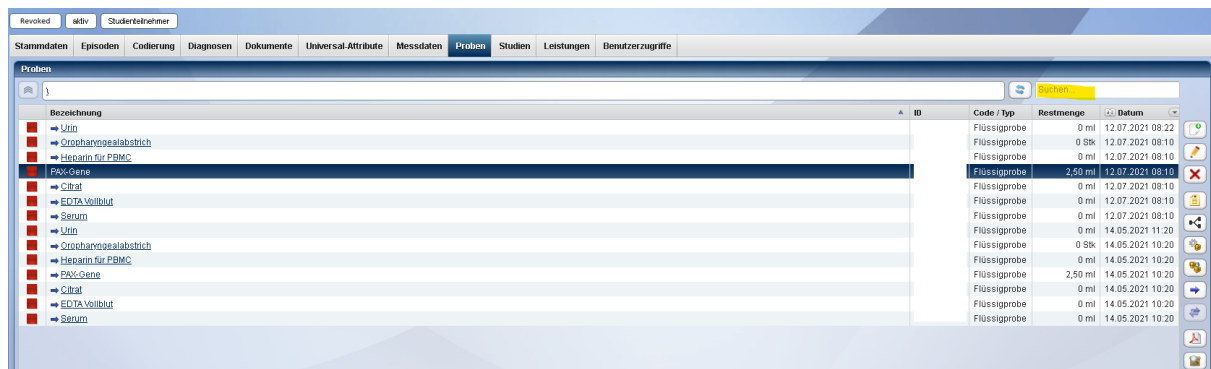 Revoked aktiv Studienteilnehmer
Stammdaten Episoden Codierung Diagnosen Dokumente Universal-Attribute Messdaten Proben Studien Leistungen Benutzerzugriffe
Proben
\ Suchen...
Bezeichnung ID Code / Typ Restmenge Datum
Urin Flüssigprobe 0 ml 12.07.2021 08:22
Oropharyngealabstrich Flüssigprobe 0 Stk 12.07.2021 08:10
Heparin für PBMC Flüssigprobe 0 ml 12.07.2021 08:10
PAX-Gene Flüssigprobe 2,50 ml 12.07.2021 08:10
Citrat Flüssigprobe 0 ml 12.07.2021 08:10
EDTA Vollblut Flüssigprobe 0 ml 12.07.2021 08:10
Serum Flüssigprobe 0 ml 12.07.2021 08:10
Urin Flüssigprobe 0 ml 14.05.2021 11:20
Oropharyngealabstrich Flüssigprobe 0 Stk 14.05.2021 10:20
Heparin für PBMC Flüssigprobe 0 ml 14.05.2021 10:20
PAX-Gene Flüssigprobe 2,50 ml 14.05.2021 10:20
Citrat Flüssigprobe 0 ml 14.05.2021 10:20
EDTA Vollblut Flüssigprobe 0 ml 14.05.2021 10:20
Serum Flüssigprobe 0 ml 14.05.2021 10:20